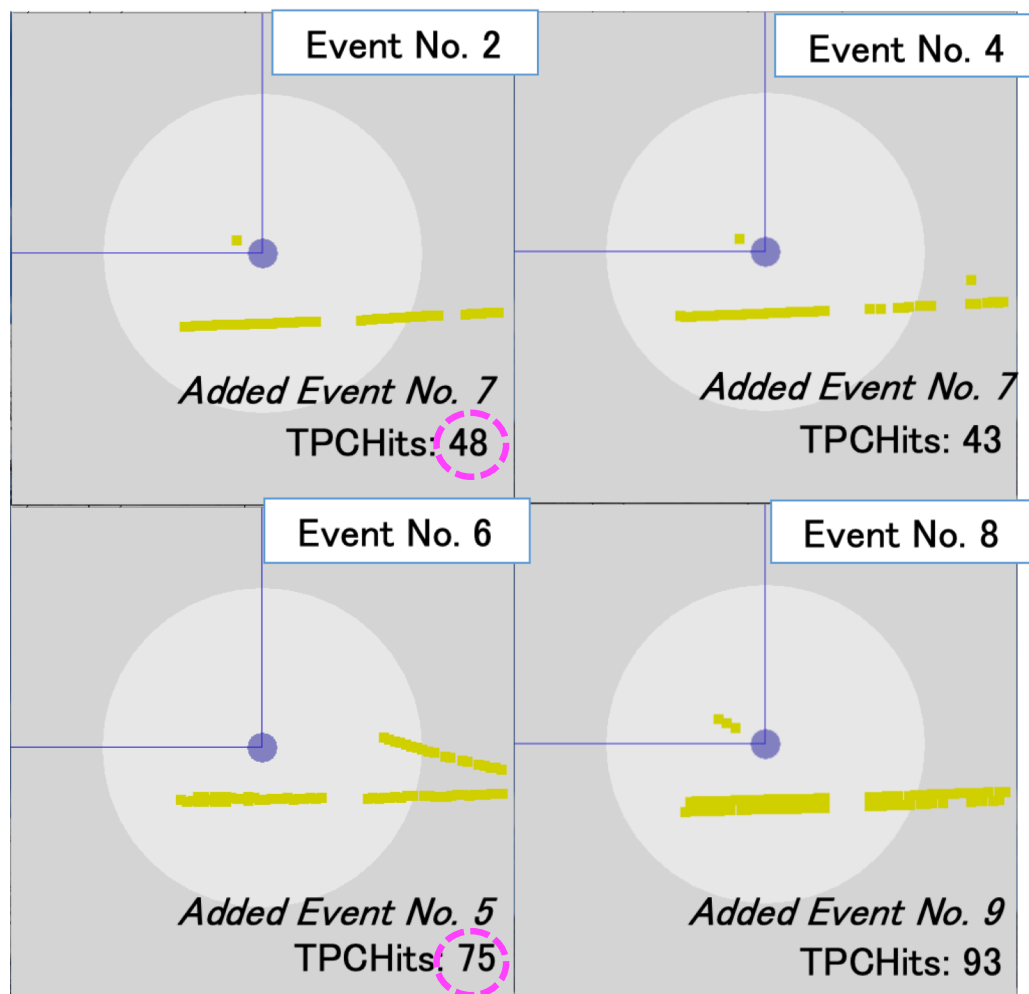 Event No. 2
Added Event No. 7
TPCHits: 48
Event No. 4
Added Event No. 7
TPCHits: 43
Event No. 6
Added Event No. 5
TPCHits: 75
Event No. 8
Added Event No. 9
TPCHits: 93